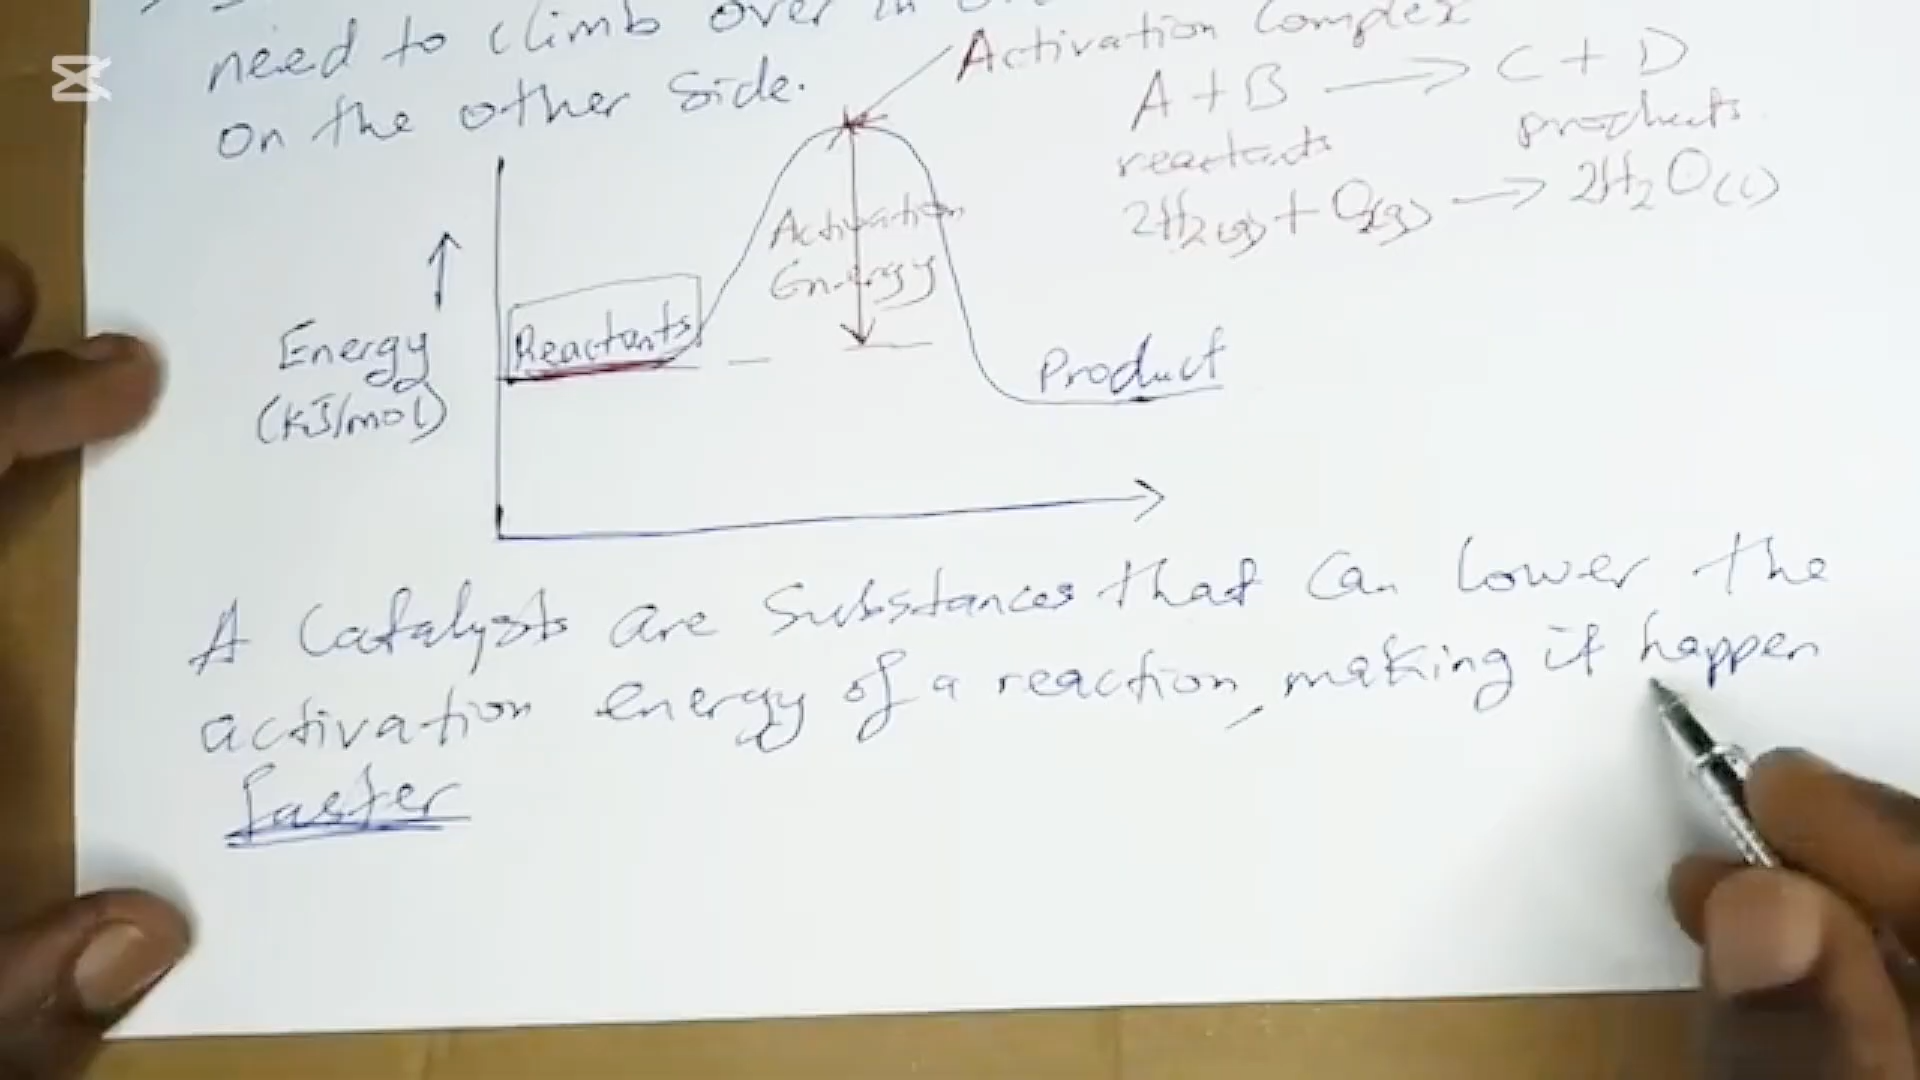 need to climb over in
on the other side.
Activation Complex
A + B → C + D
reactants products
2H2(g) + O2(g) → 2H2O(l)
Activation
Energy
Energy
(kJ/mol)
Reactants
Product
A Catalysts are Substances that Can lower the
activation energy of a reaction, making it happen
faster